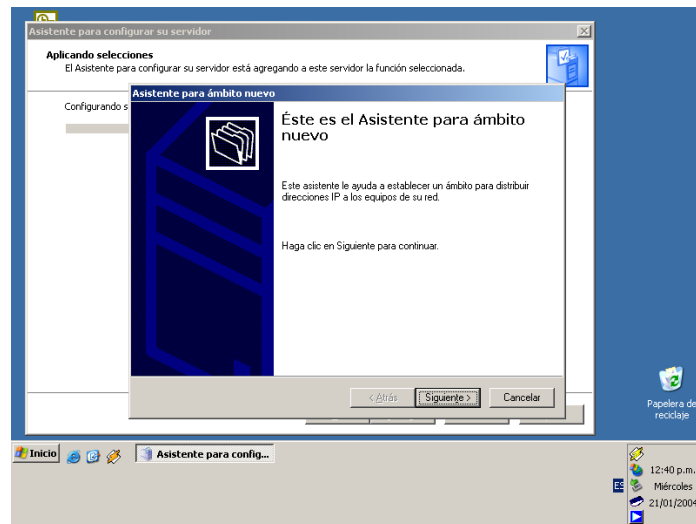 Asistente para configurar su servidor
Aplicando selecciones
El Asistente para configurar su servidor está agregando a este servidor la función seleccionada.
Configurando s
Asistente para ámbito nuevo
Éste es el Asistente para ámbito
nuevo
Este asistente le ayuda a establecer un ámbito para distribuir
direcciones IP a los equipos de su red.
Haga clic en Siguiente para continuar.
< Atrás
Siguiente >
Cancelar
Papelera de
reciclaje
Inicio
Asistente para config...
12:40 p.m.
ES
Miércoles
21/01/2004